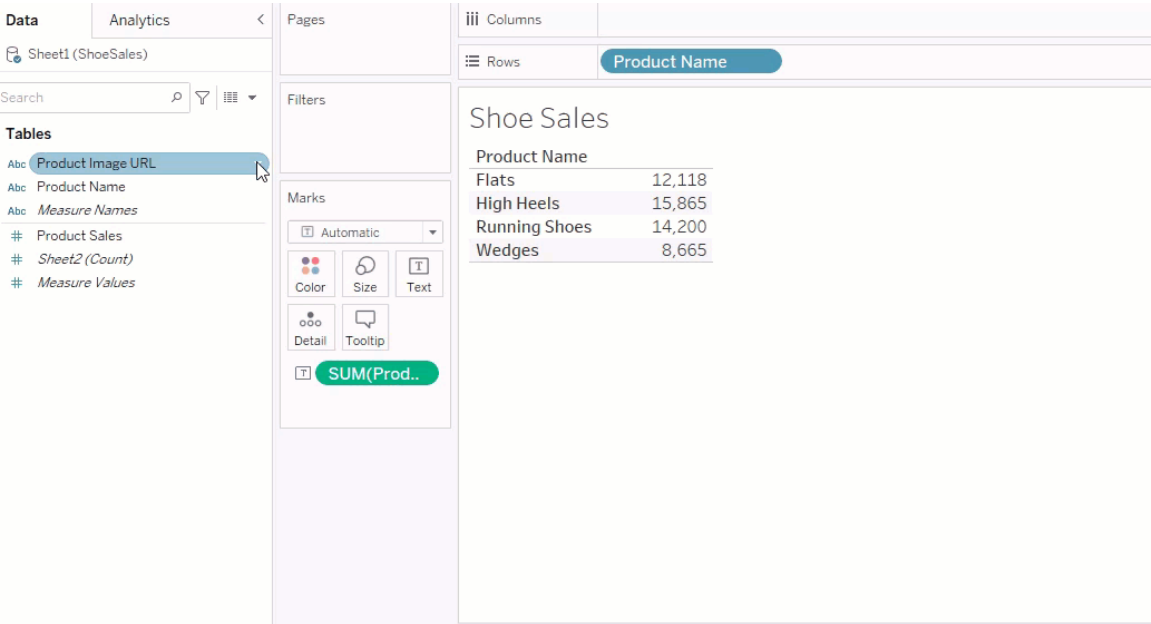 Data
Analytics
Sheet1 (ShoeSales)
Search
Tables
Abc Product Image URL
Abc Product Name
Abc Measure Names
# Product Sales
# Sheet2 (Count)
# Measure Values
Pages
Filters
Marks
T Automatic
Color Size T Text
Detail Tooltip
T SUM(Prod..
iii Columns
Rows Product Name
Shoe Sales
Product Name
Flats 12,118
High Heels 15,865
Running Shoes 14,200
Wedges 8,665